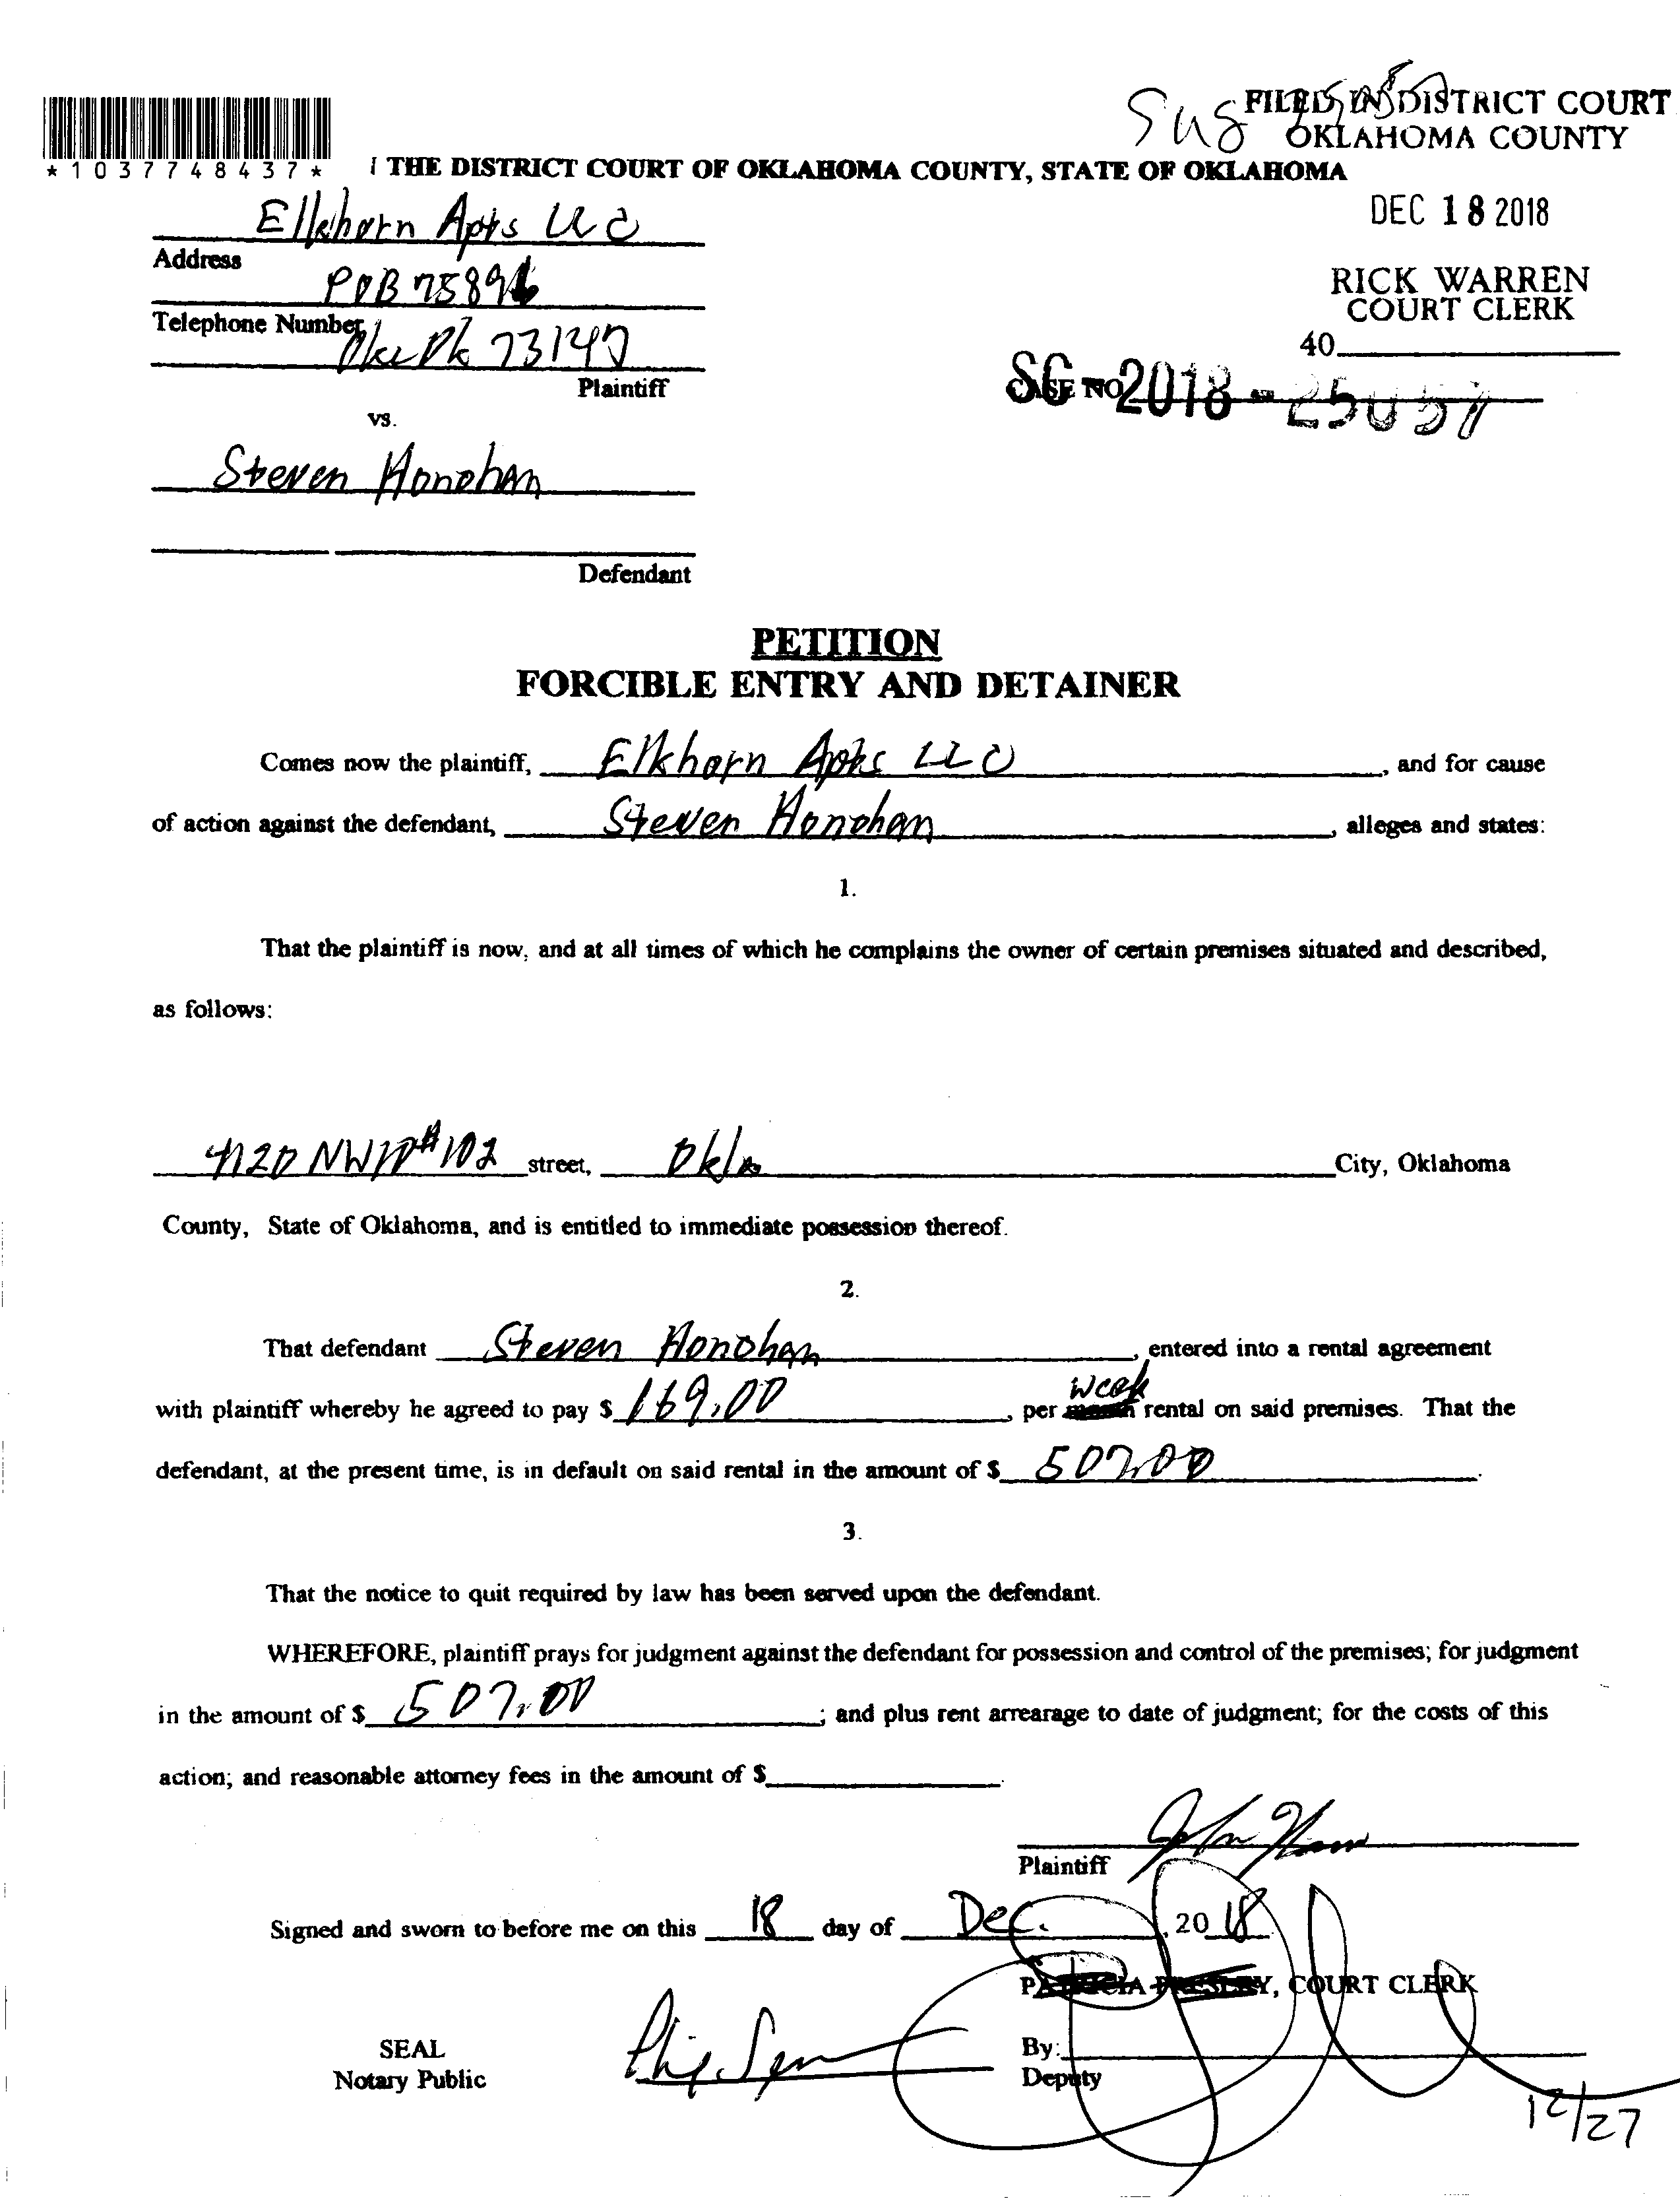 FILED IN DISTRICT COURT
OKLAHOMA COUNTY
*1037748437*
THE DISTRICT COURT OF OKLAHOMA COUNTY, STATE OF OKLAHOMA
Elkhorn Apts LLC
DEC 18 2018
Address
POB 75896
RICK WARREN
COURT CLERK
Telephone Number
Okc Ok 73147
40
Plaintiff
CASE NO.
SC-2018-
vs.
Steven Honohan
Defendant
PETITION
FORCIBLE ENTRY AND DETAINER
Comes now the plaintiff, Elkhorn Apts LLC, and for cause
of action against the defendant, Steven Honohan, alleges and states:
1.
That the plaintiff is now, and at all times of which he complains the owner of certain premises situated and described,
as follows:
4120 NW10 #102 street, Okla City, Oklahoma
County, State of Oklahoma, and is entitled to immediate possession thereof.
2.
That defendant Steven Honohan, entered into a rental agreement
with plaintiff whereby he agreed to pay $ 169.00, per month week rental on said premises. That the
defendant, at the present time, is in default on said rental in the amount of $ 507.00.
3.
That the notice to quit required by law has been served upon the defendant.
WHEREFORE, plaintiff prays for judgment against the defendant for possession and control of the premises; for judgment
in the amount of $ 507.00; and plus rent arrearage to date of judgment; for the costs of this
action; and reasonable attorney fees in the amount of $
Plaintiff
Signed and sworn to before me on this 18 day of Dec., 2018
PATRICIA PRESLEY, COURT CLERK
SEAL
Notary Public
By:
Deputy
12/27